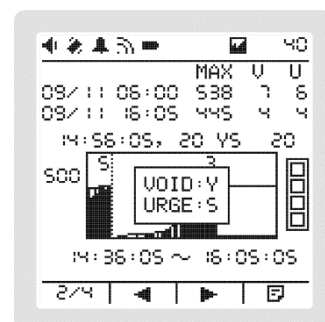 40
MAX V U
09/11 06:00 538 7 6
09/11 16:05 445 4 4
14:56:05, 20 YS 20
S 3
500
VOID:Y
URGE:S
14:36:05 ~ 16:05:05
2/4